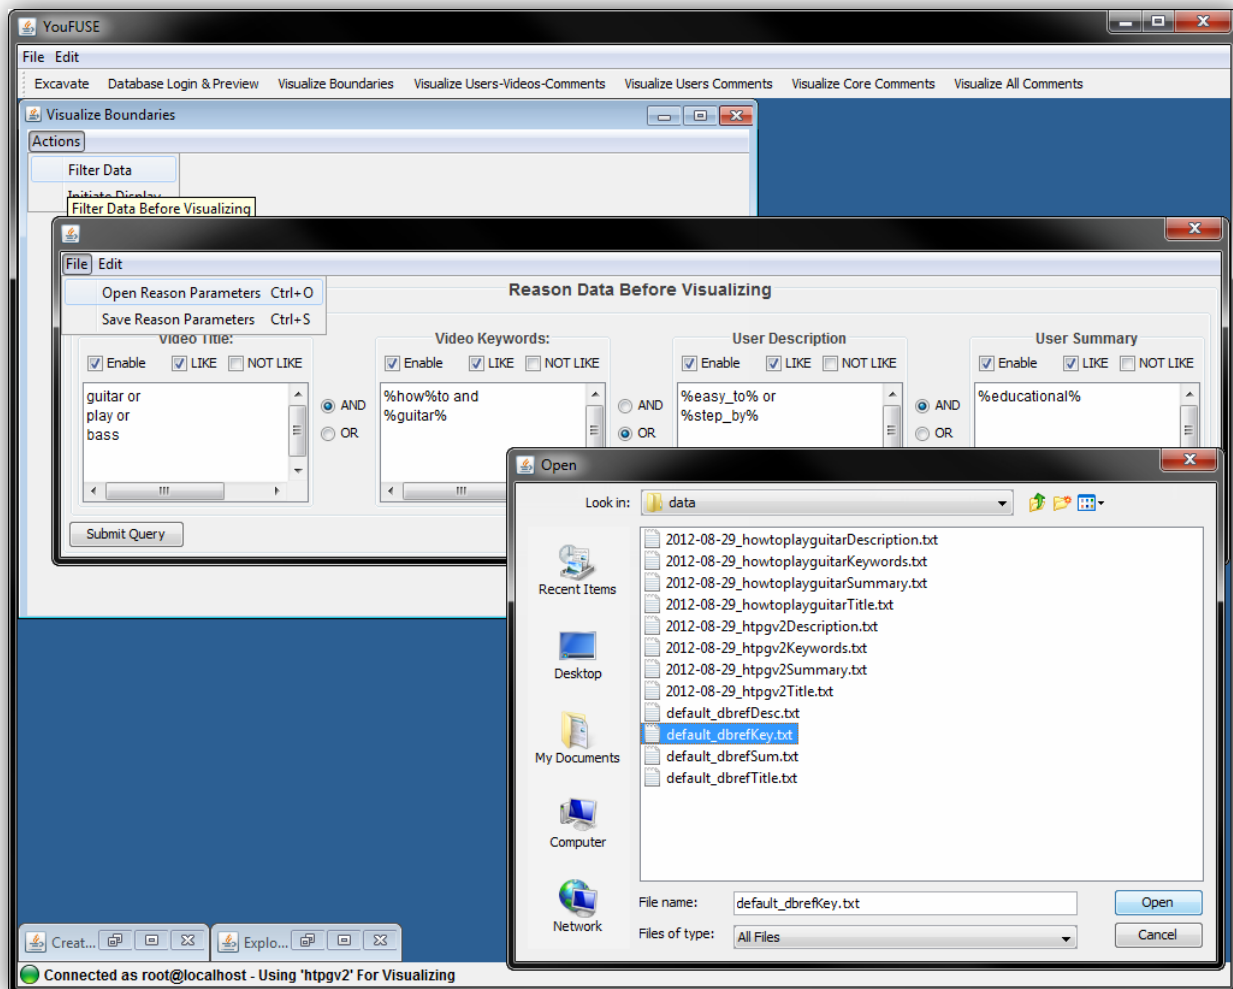 YouFUSE
File Edit
Excavate Database Login & Preview Visualize Boundaries Visualize Users-Videos-Comments Visualize Users Comments Visualize Core Comments Visualize All Comments
Visualize Boundaries
Actions
Filter Data
Initiate Display
Filter Data Before Visualizing
File Edit
Open Reason Parameters Ctrl+O
Save Reason Parameters Ctrl+S
Reason Data Before Visualizing
Video Title: Video Keywords: User Description User Summary
Enable LIKE NOT LIKE Enable LIKE NOT LIKE Enable LIKE NOT LIKE Enable LIKE NOT LIKE
guitar or
play or
bass
AND
OR
%how%to and
%guitar%
AND
OR
%easy_to% or
%step_by%
AND
OR
%educational%
Submit Query
Open
Look in: data
Recent Items
Desktop
My Documents
Computer
Network
2012-08-29_howtoplayguitarDescription.txt
2012-08-29_howtoplayguitarKeywords.txt
2012-08-29_howtoplayguitarSummary.txt
2012-08-29_howtoplayguitarTitle.txt
2012-08-29_htpgv2Description.txt
2012-08-29_htpgv2Keywords.txt
2012-08-29_htpgv2Summary.txt
2012-08-29_htpgv2Title.txt
default_dbrefDesc.txt
default_dbrefKey.txt
default_dbrefSum.txt
default_dbrefTitle.txt
File name: default_dbrefKey.txt Open
Files of type: All Files Cancel
Creat... Explo...
Connected as root@localhost - Using 'htpgv2' For Visualizing